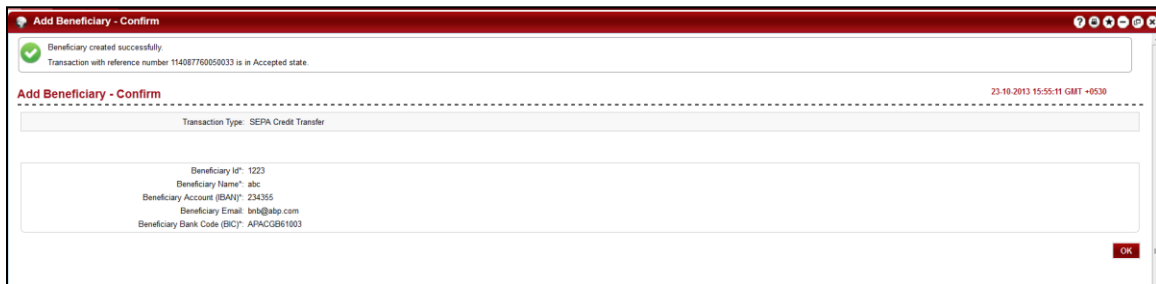 Add Beneficiary - Confirm
Beneficiary created successfully.
Transaction with reference number 114087760050033 is in Accepted state.
Add Beneficiary - Confirm
23-10-2013 15:55:11 GMT +0530
Transaction Type: SEPA Credit Transfer
Beneficiary Id*: 1223
Beneficiary Name*: abc
Beneficiary Account (IBAN)*: 234355
Beneficiary Email: bnb@abp.com
Beneficiary Bank Code (BIC)*: APACGB61003
OK